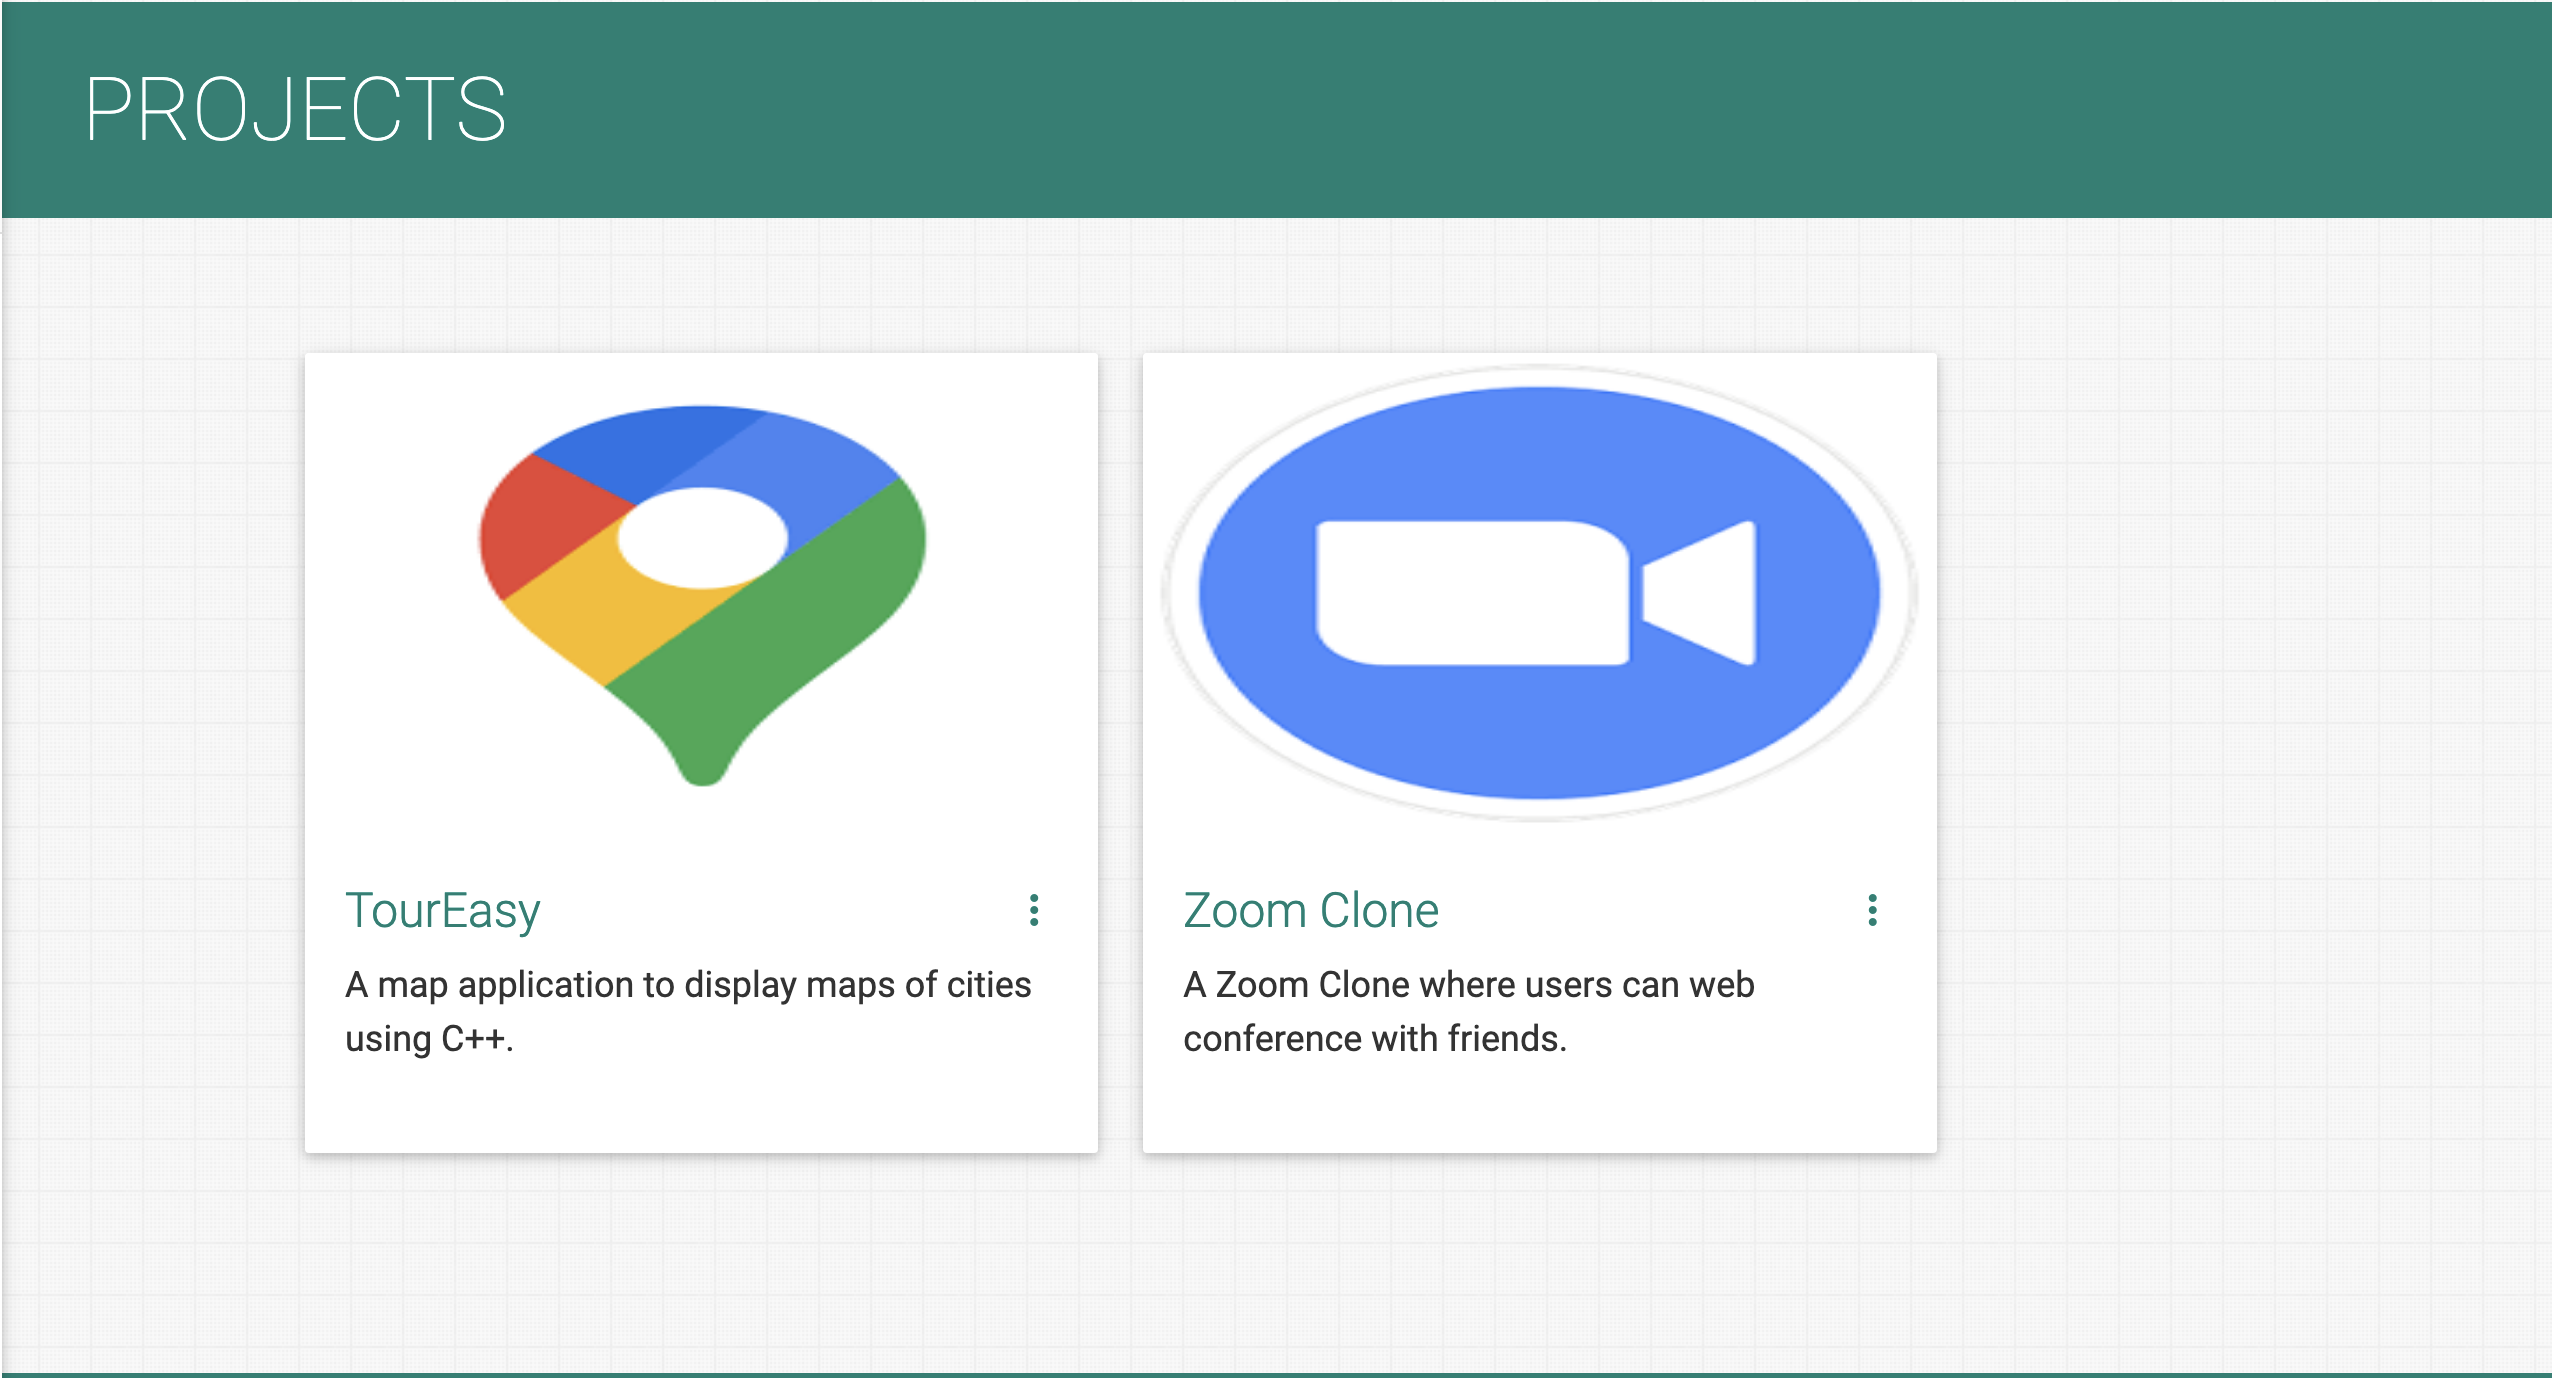 PROJECTS
TourEasy
A map application to display maps of cities
using C++.
Zoom Clone
A Zoom Clone where users can web
conference with friends.